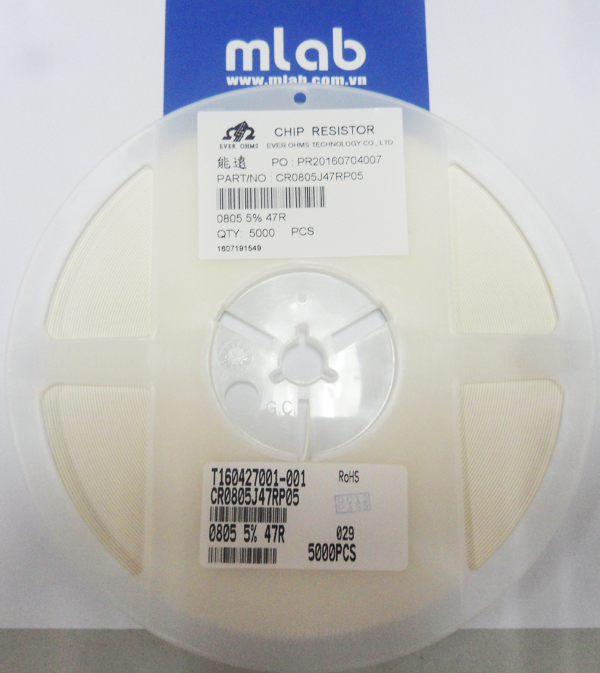 mlab
www.mlab.com.vn
CHIP RESISTOR
EVER OHMS
EVER OHMS TECHNOLOGY CO., LTD
能遠 PO : PR20160704007
PART/NO : CR0805J47RP05
0805 5% 47R
QTY: 5000 PCS
1607191549
G.C.
T160427001-001 RoHS
CR0805J47RP05
0805 5% 47R 029
5000PCS